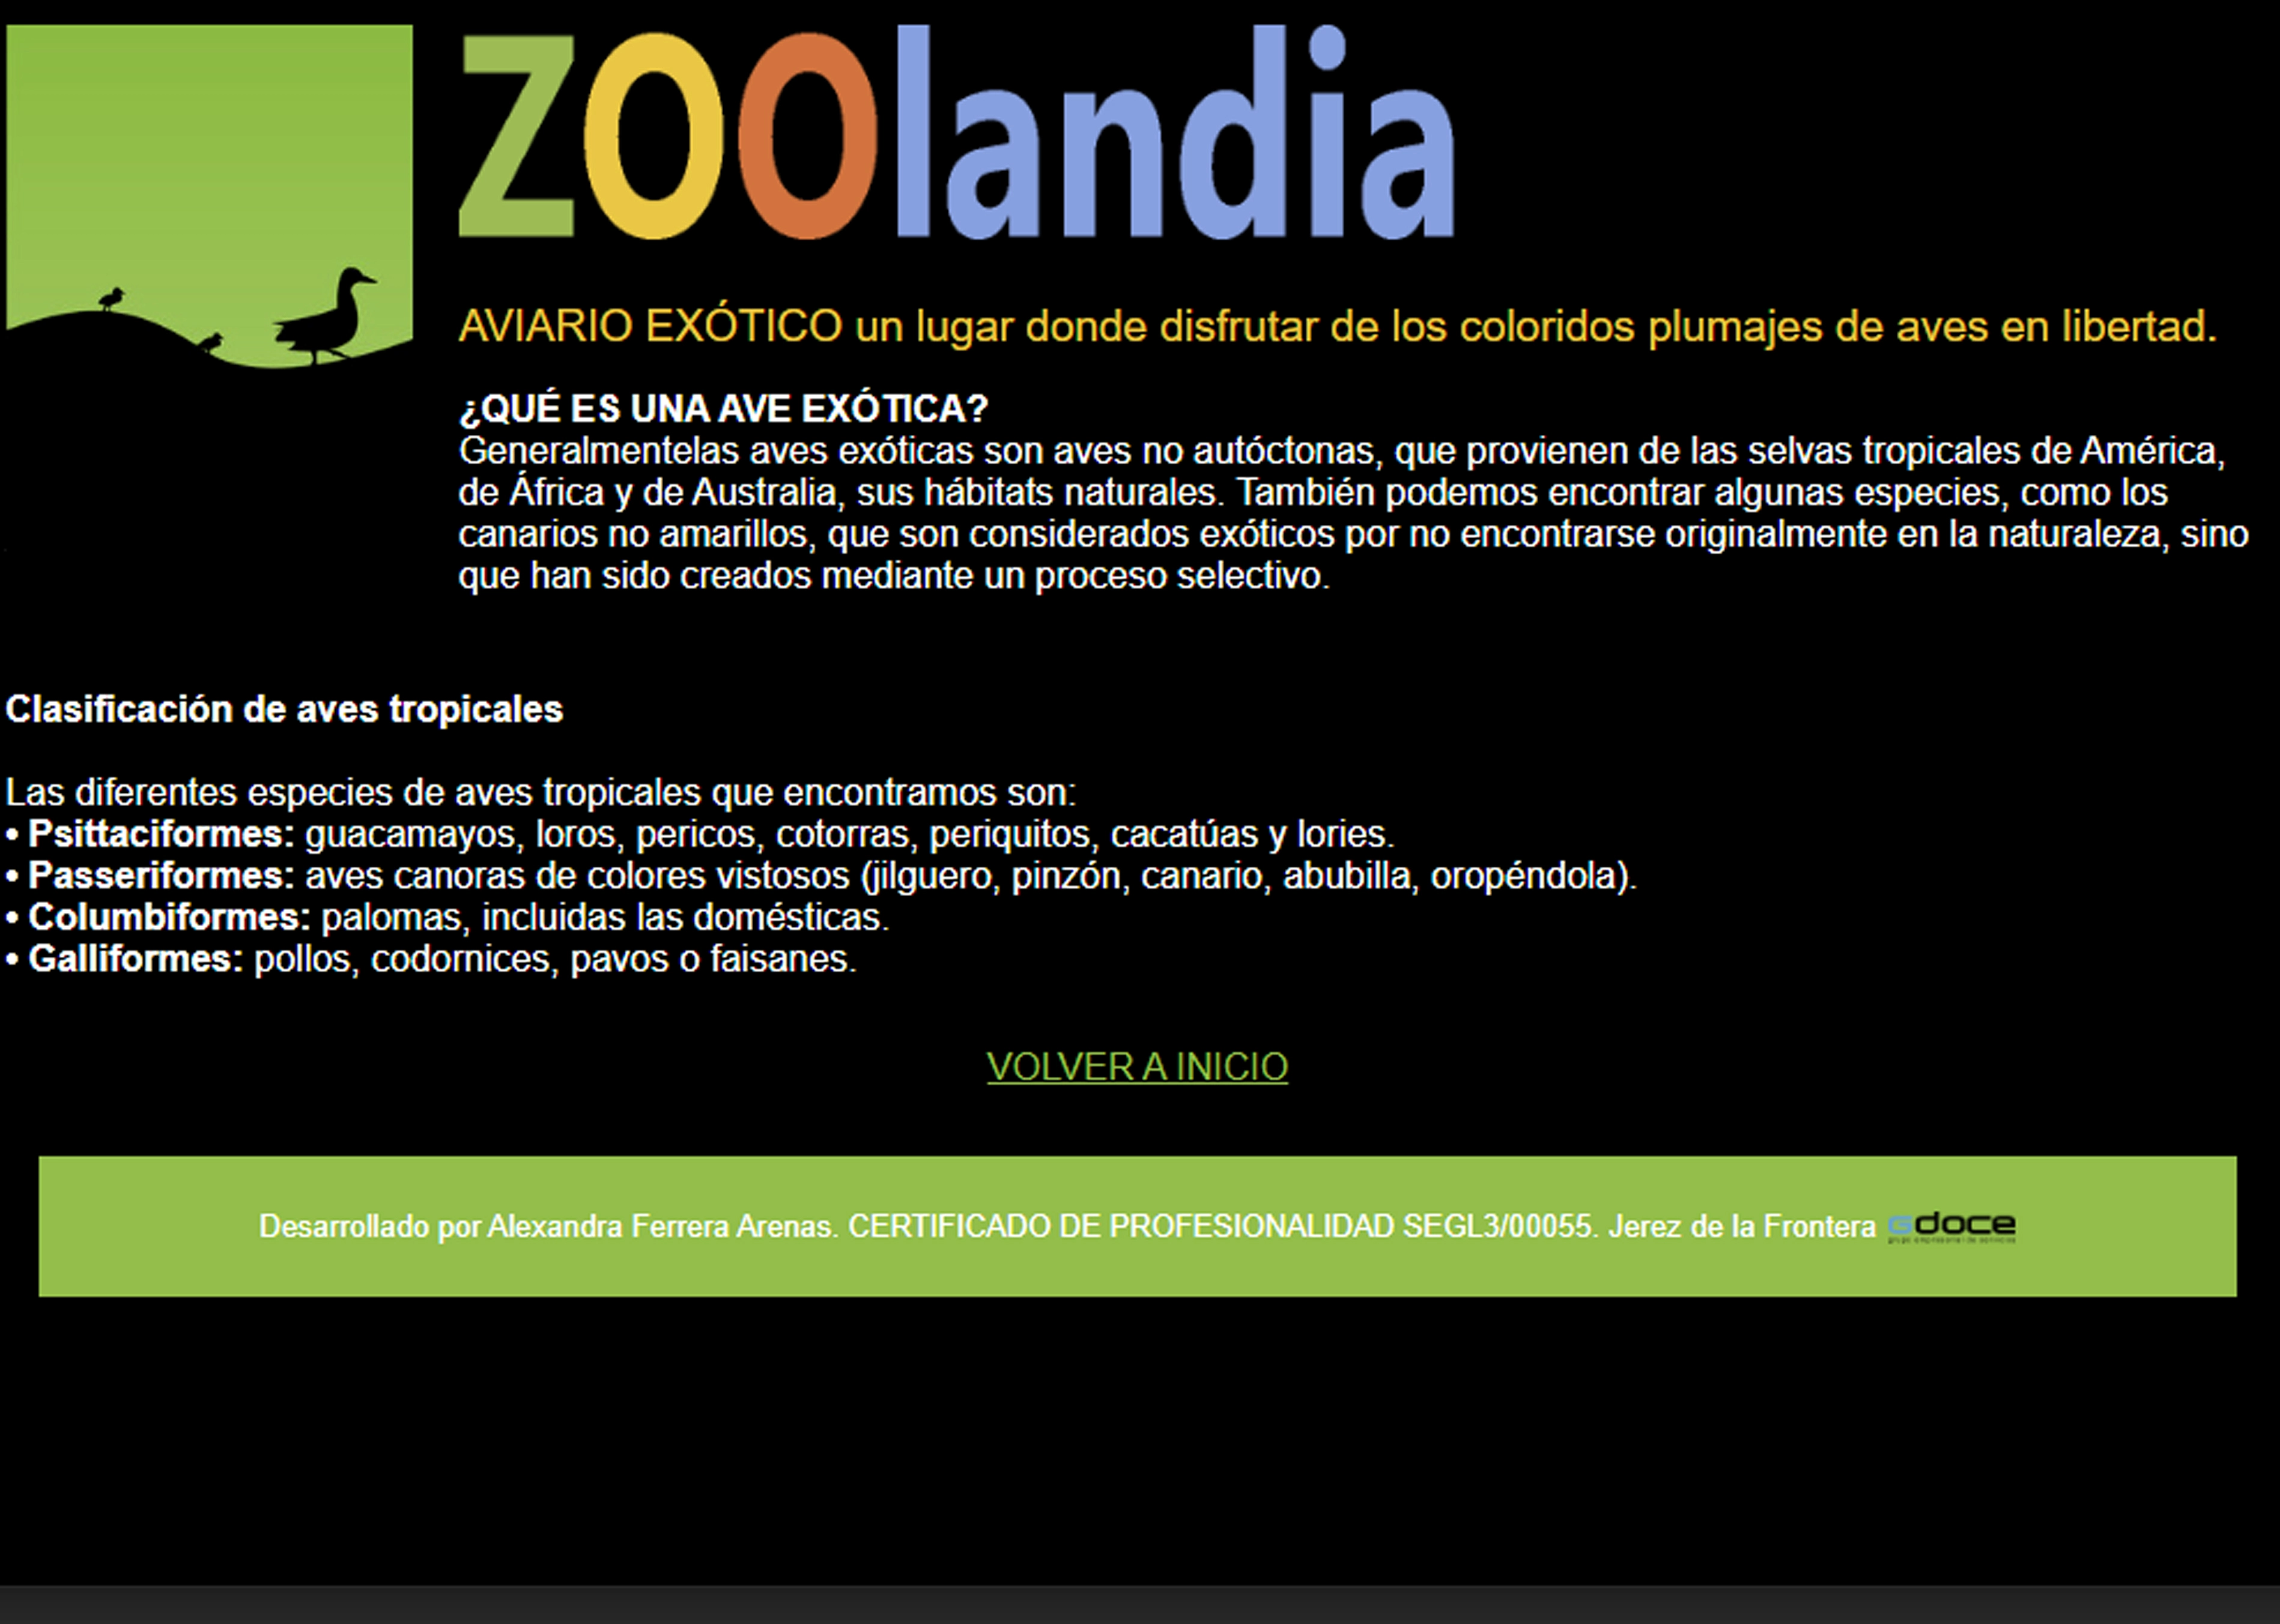 ZOOlandia
AVIARIO EXÓTICO un lugar donde disfrutar de los coloridos plumajes de aves en libertad.
¿QUÉ ES UNA AVE EXÓTICA?
Generalmentelas aves exóticas son aves no autóctonas, que provienen de las selvas tropicales de América,
de África y de Australia, sus hábitats naturales. También podemos encontrar algunas especies, como los
canarios no amarillos, que son considerados exóticos por no encontrarse originalmente en la naturaleza, sino
que han sido creados mediante un proceso selectivo.
Clasificación de aves tropicales
Las diferentes especies de aves tropicales que encontramos son:
• Psittaciformes: guacamayos, loros, pericos, cotorras, periquitos, cacatúas y lories.
• Passeriformes: aves canoras de colores vistosos (jilguero, pinzón, canario, abubilla, oropéndola).
• Columbiformes: palomas, incluidas las domésticas.
• Galliformes: pollos, codornices, pavos o faisanes.
VOLVER A INICIO
Desarrollado por Alexandra Ferrera Arenas. CERTIFICADO DE PROFESIONALIDAD SEGL3/00055. Jerez de la Frontera Gdoce